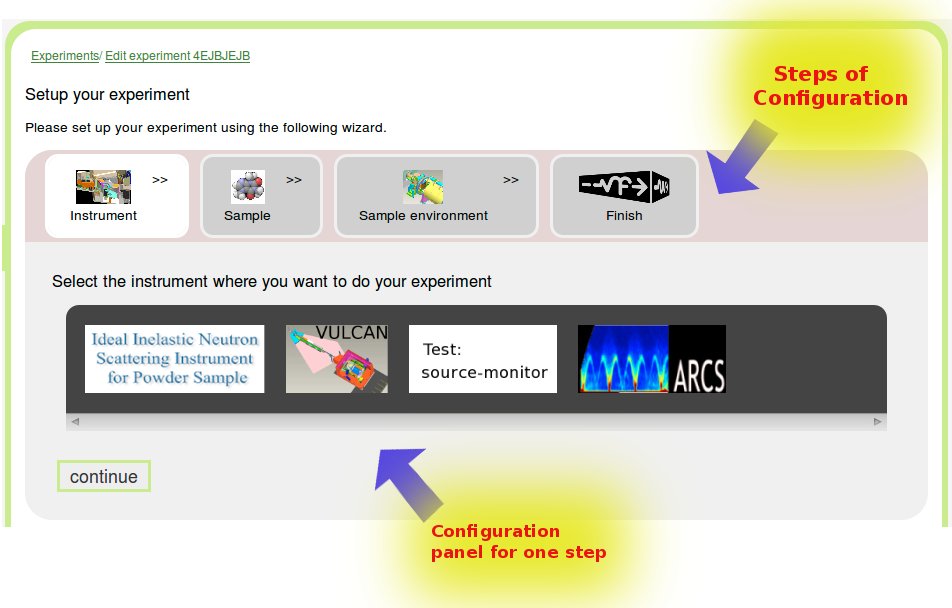 Experiments/ Edit experiment 4EJBJEJB
Steps of
Configuration
Setup your experiment
Please set up your experiment using the following wizard.
>>
Instrument
>>
Sample
>>
Sample environment
Finish
Select the instrument where you want to do your experiment
Ideal Inelastic Neutron
Scattering Instrument
for Powder Sample
VULCAN
Test:
source-monitor
ARCS
continue
Configuration
panel for one step